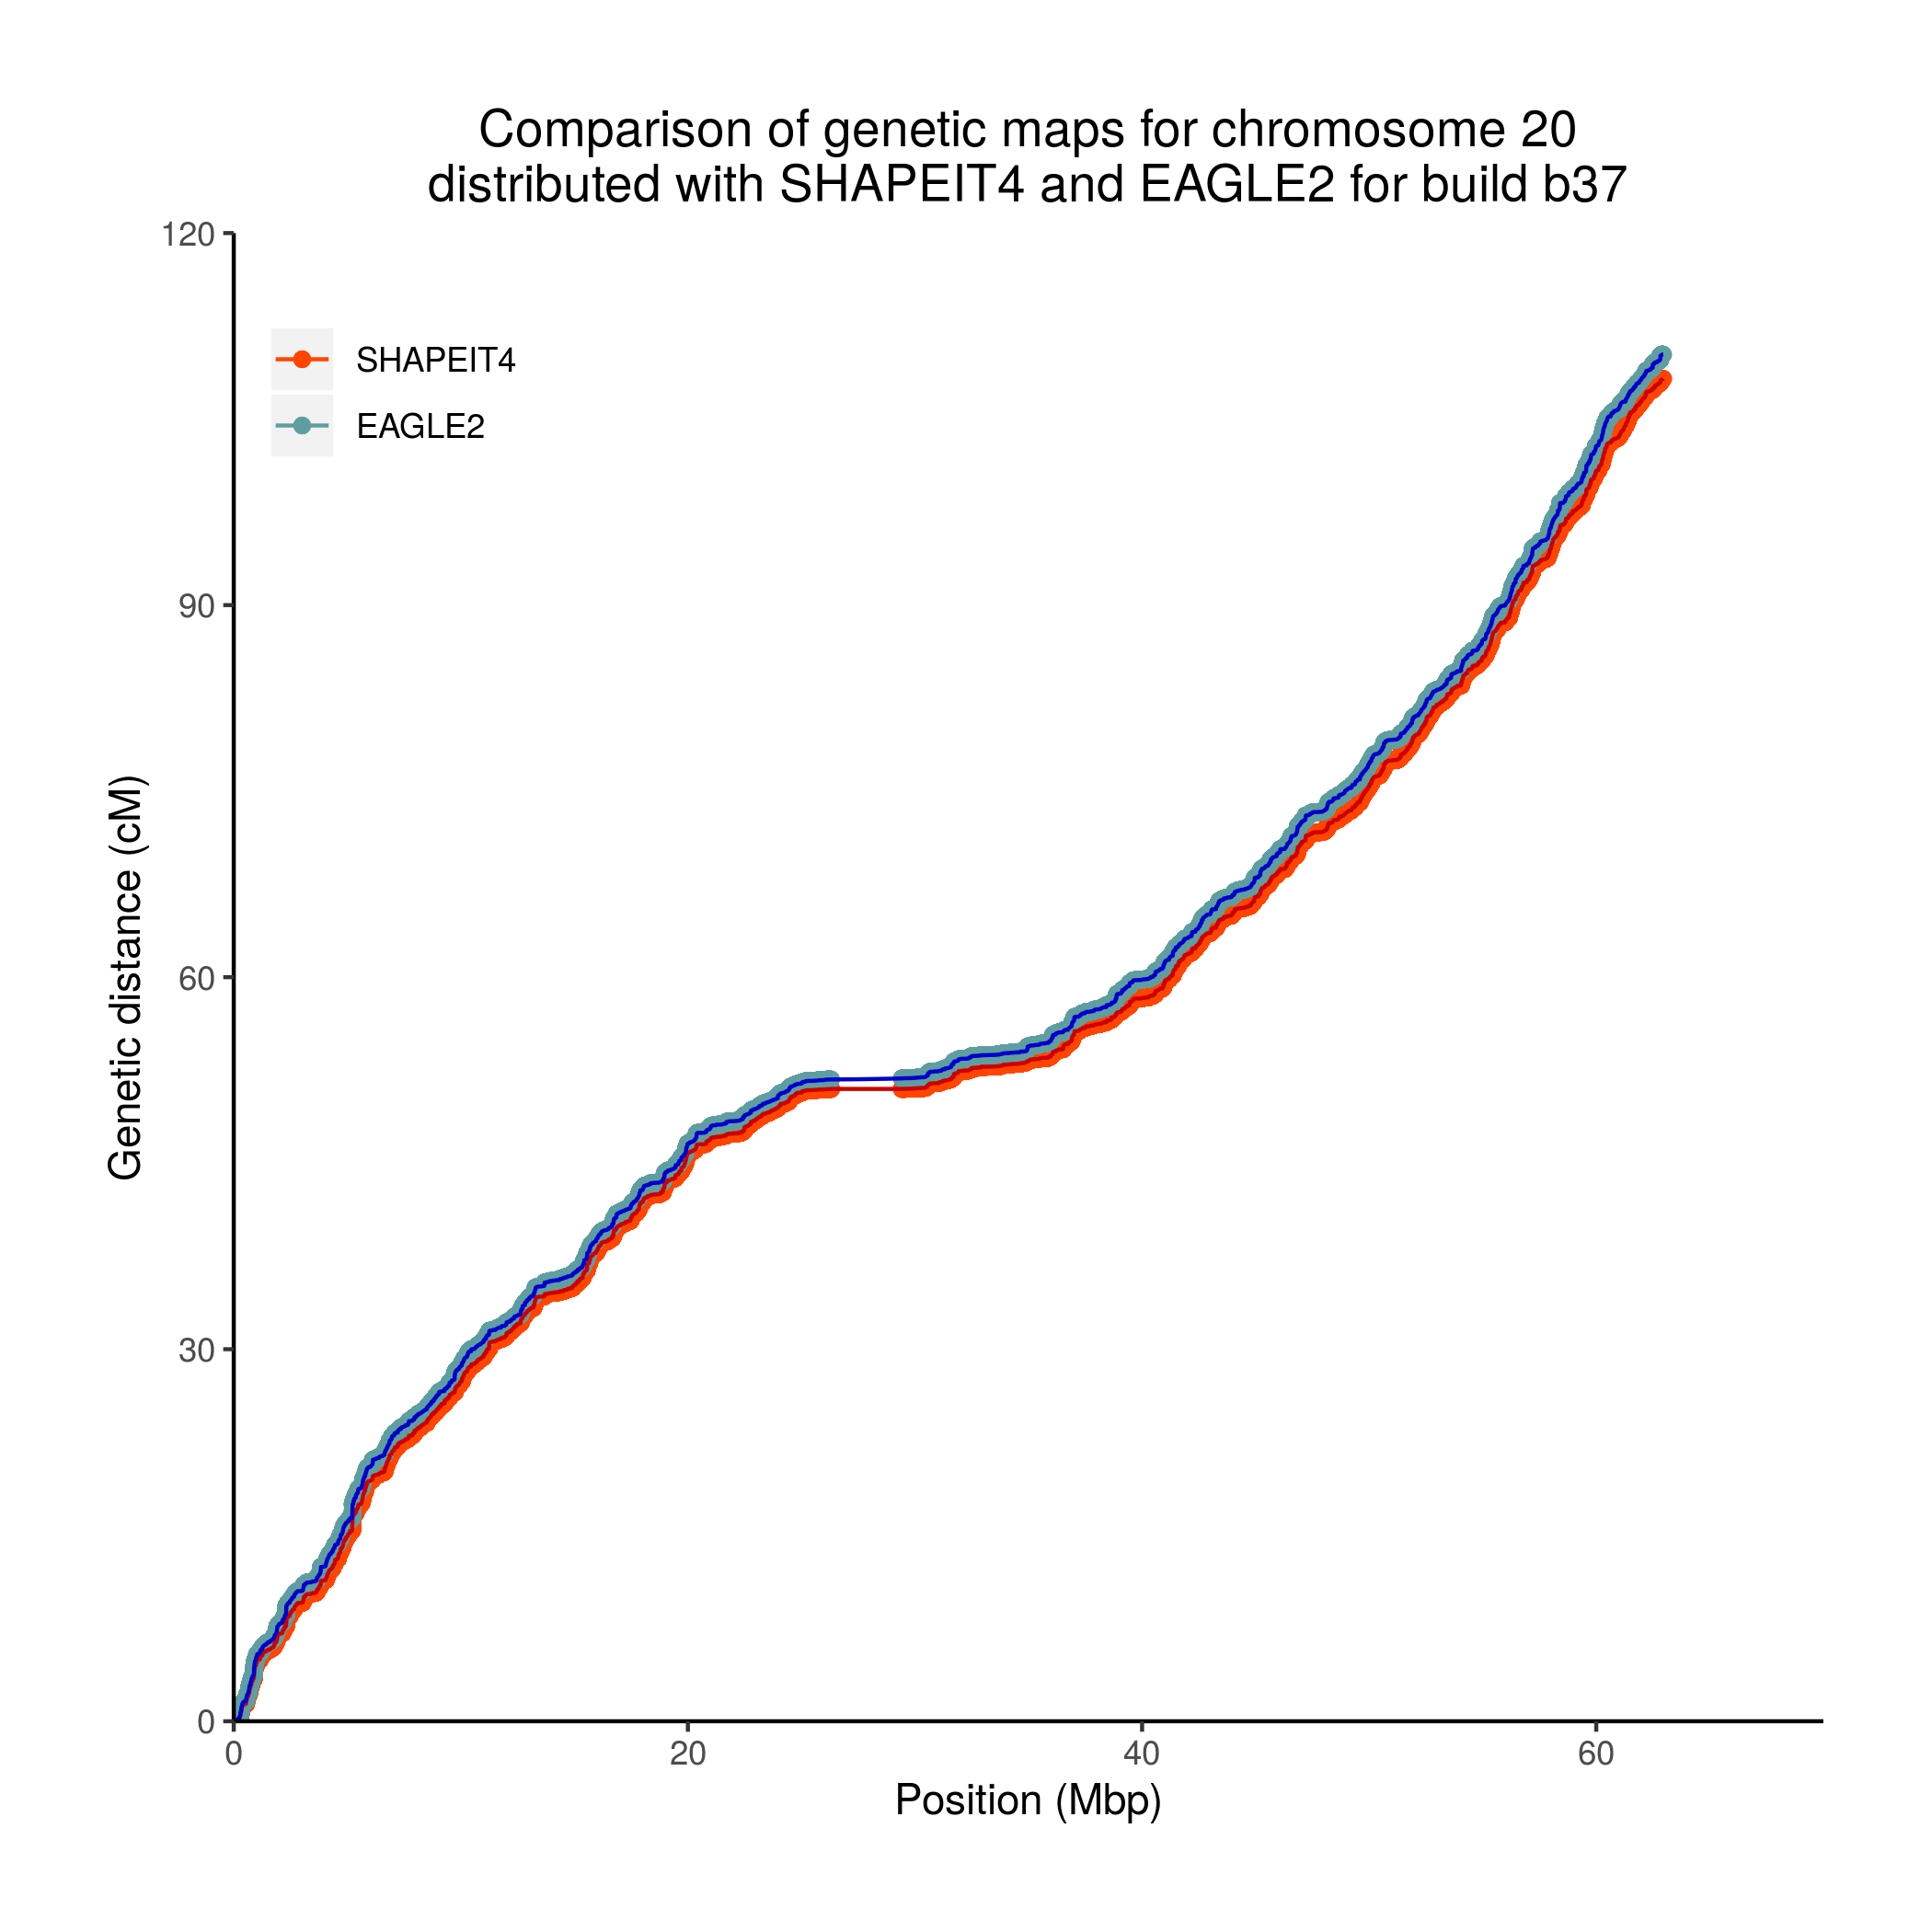 Comparison of genetic maps for chromosome 20
distributed with SHAPEIT4 and EAGLE2 for build b37
120
90
60
30
0
SHAPEIT4
EAGLE2
Genetic distance (cM)
0 20 40 60
Position (Mbp)